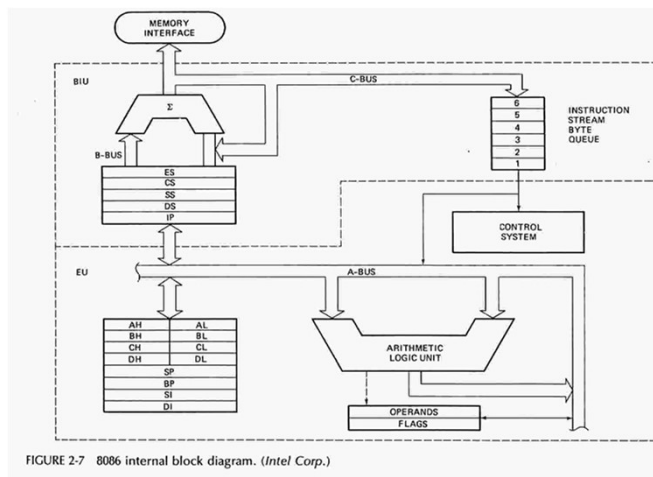 MEMORY
INTERFACE
BIU
C-BUS
Σ
6
5
4
3
2
1
INSTRUCTION
STREAM
BYTE
QUEUE
B-BUS
ES
CS
SS
DS
IP
CONTROL
SYSTEM
EU
A-BUS
AH AL
BH BL
CH CL
DH DL
SP
BP
SI
DI
ARITHMETIC
LOGIC UNIT
OPERANDS
FLAGS
FIGURE 2-7 8086 internal block diagram. (Intel Corp.)